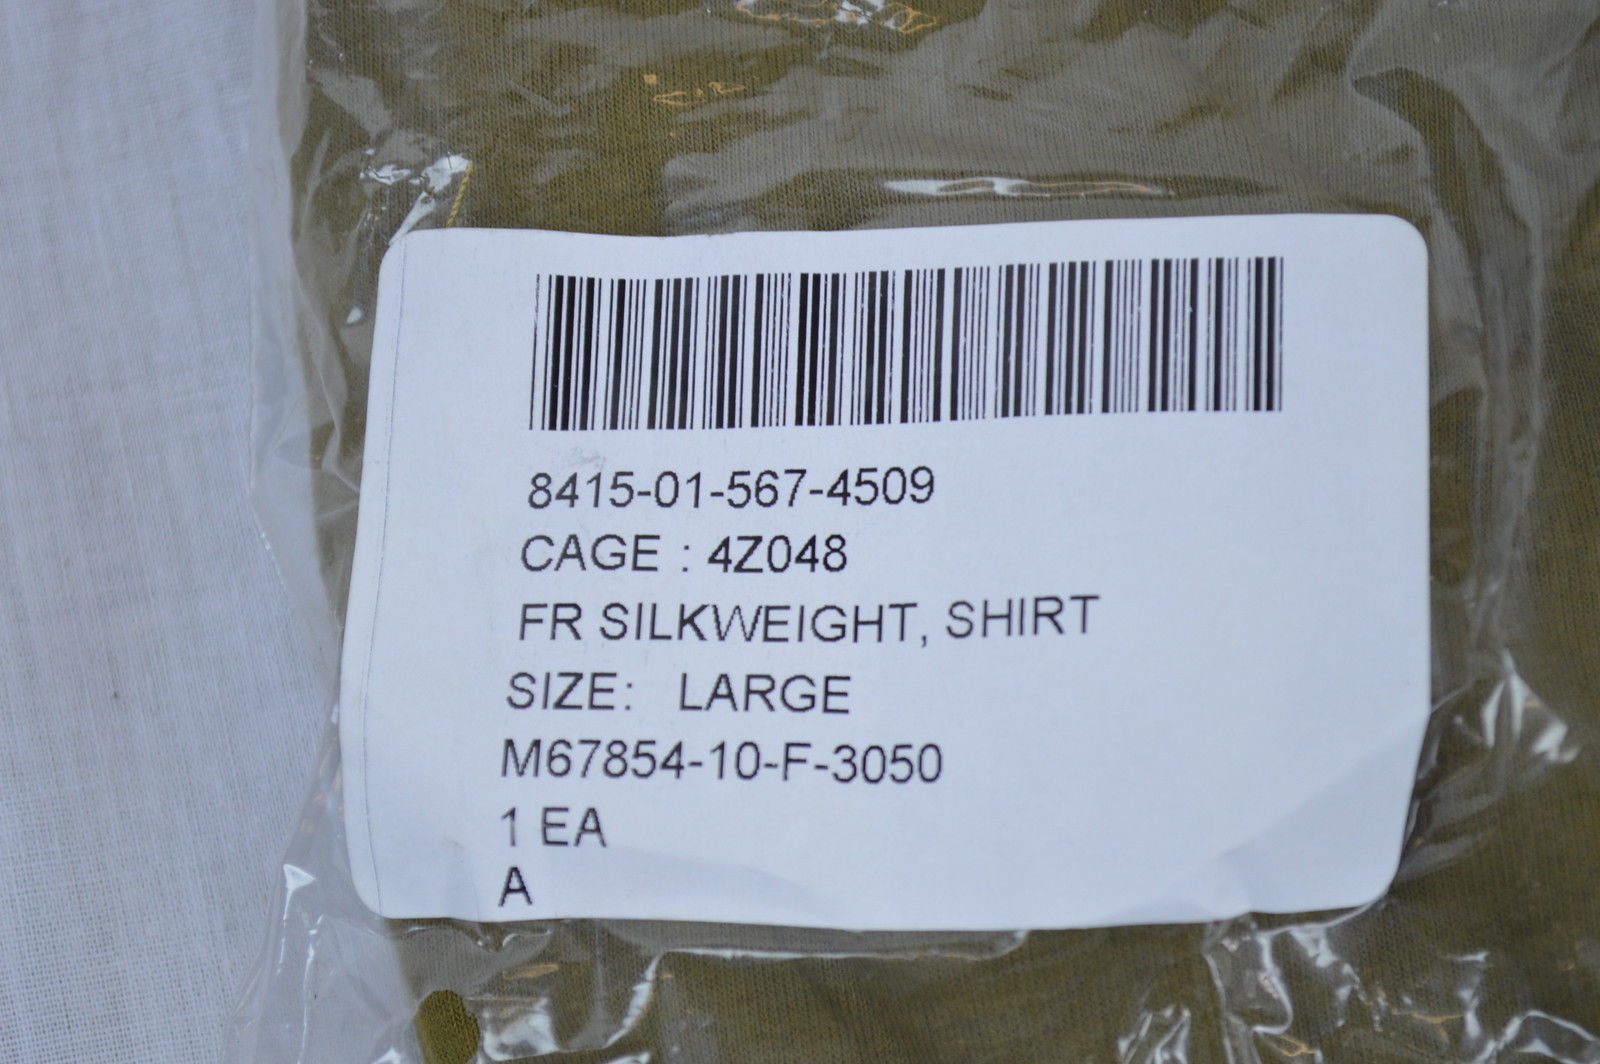 8415-01-567-4509
CAGE : 4Z048
FR SILKWEIGHT, SHIRT
SIZE: LARGE
M67854-10-F-3050
1 EA
A